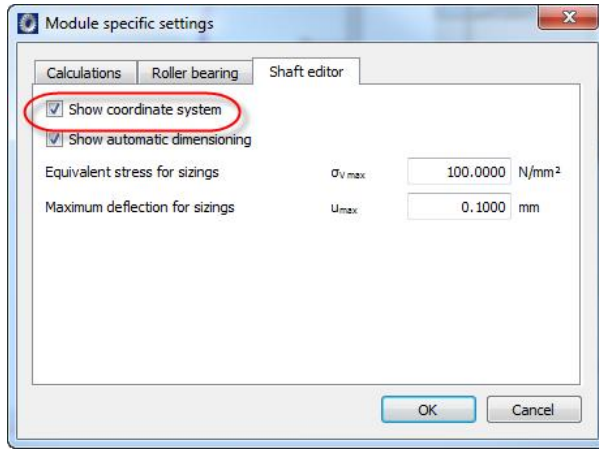 Module specific settings
Calculations Roller bearing Shaft editor
Show coordinate system
Show automatic dimensioning
Equivalent stress for sizings σV max 100.0000 N/mm²
Maximum deflection for sizings umax 0.1000 mm
OK Cancel